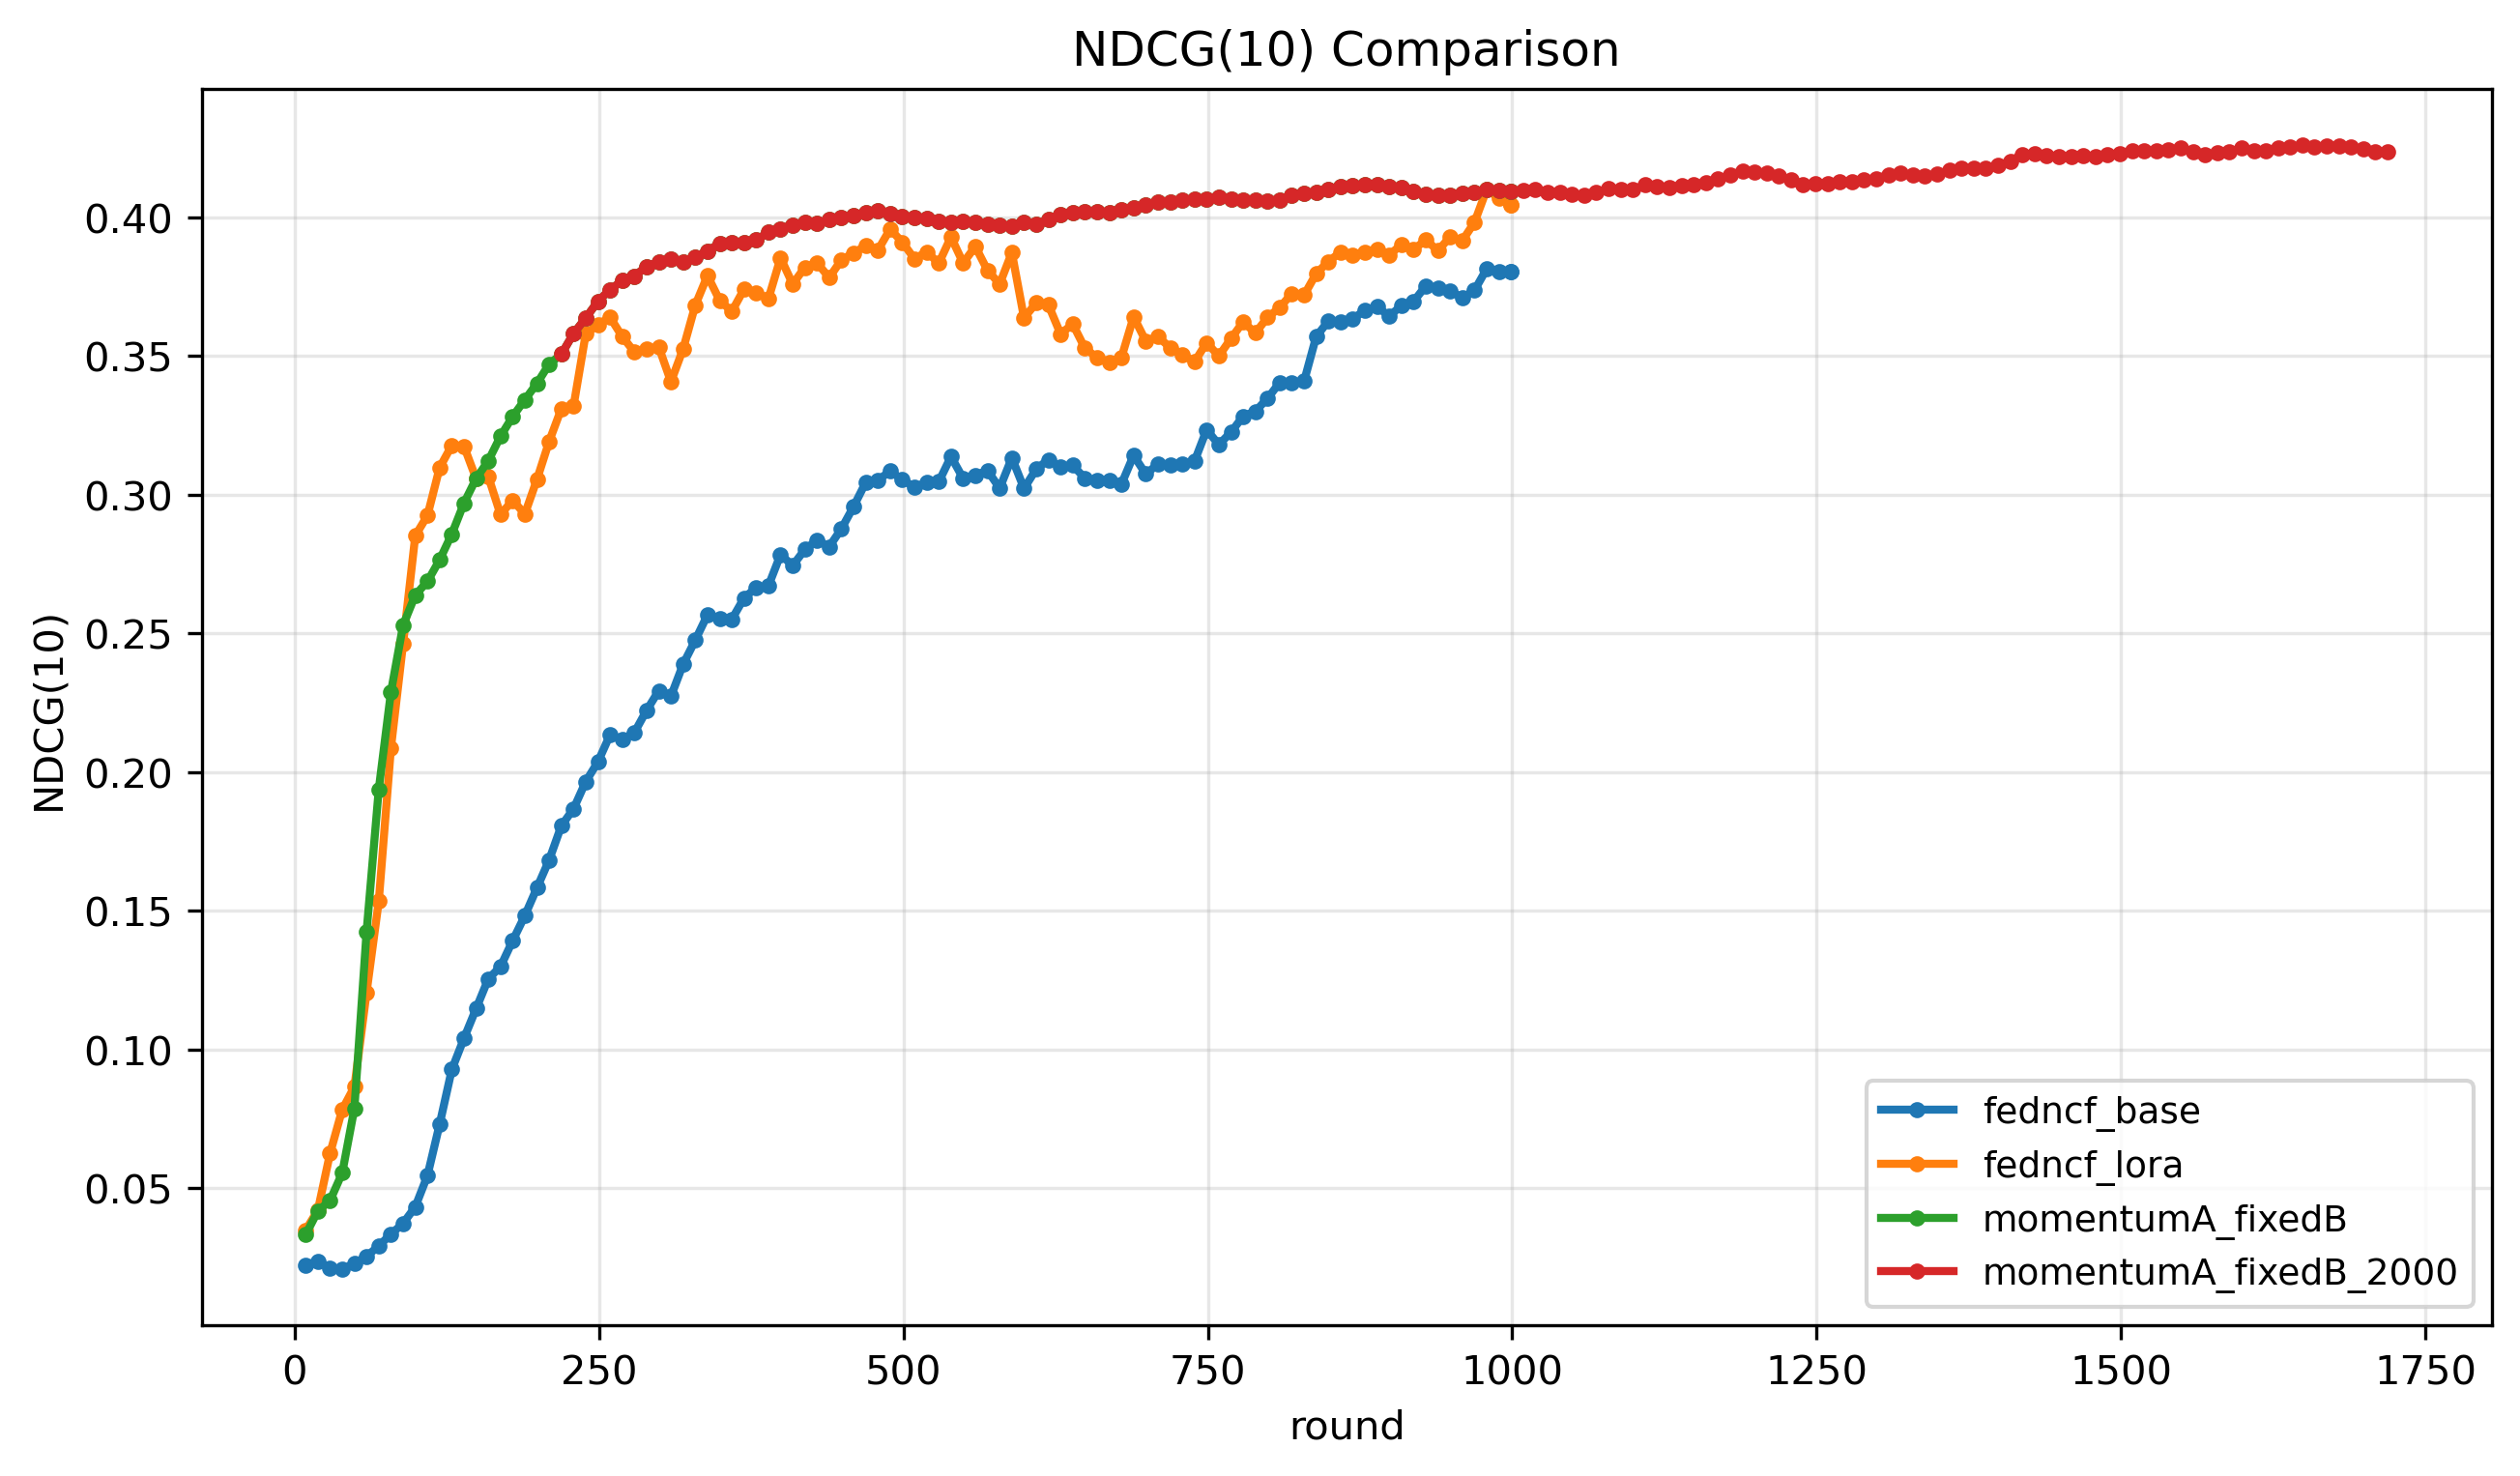 NDCG(10) Comparison
NDCG(10)
0.40
0.35
0.30
0.25
0.20
0.15
0.10
0.05
0 250 500 750 1000 1250 1500 1750
round
fedncf_base
fedncf_lora
momentumA_fixedB
momentumA_fixedB_2000